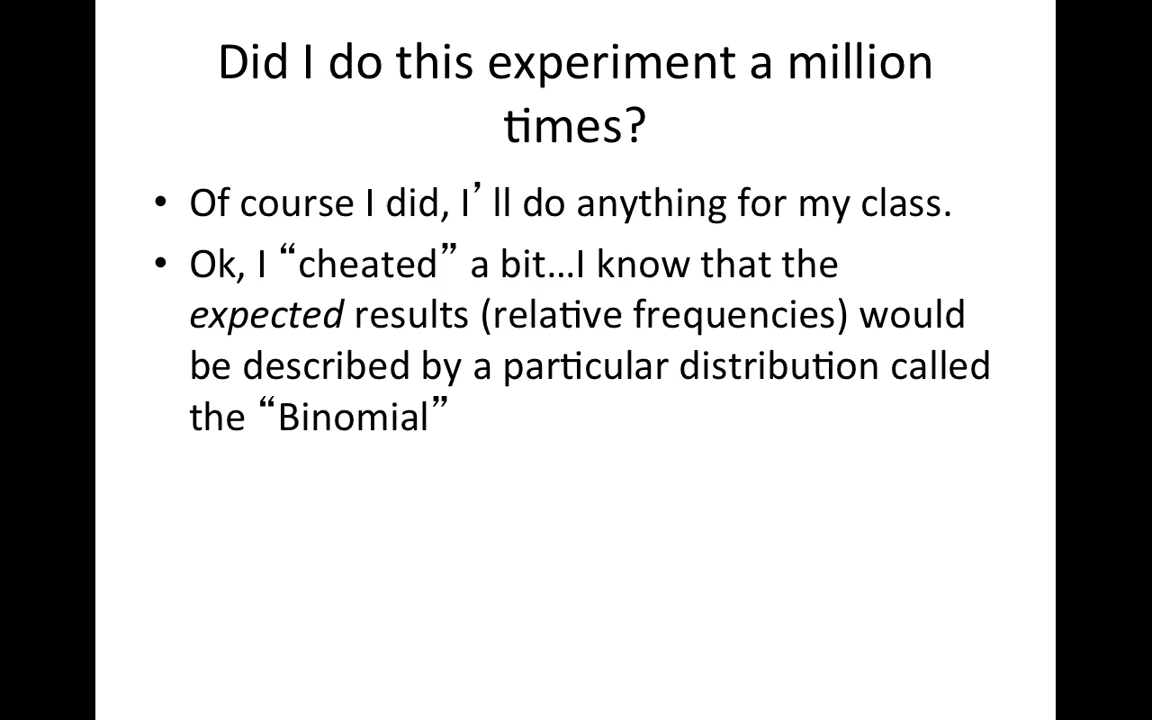 Did I do this experiment a million
times?
• Of course I did, I’ ll do anything for my class.
• Ok, I “cheated” a bit…I know that the
expected results (relative frequencies) would
be described by a particular distribution called
the “Binomial”